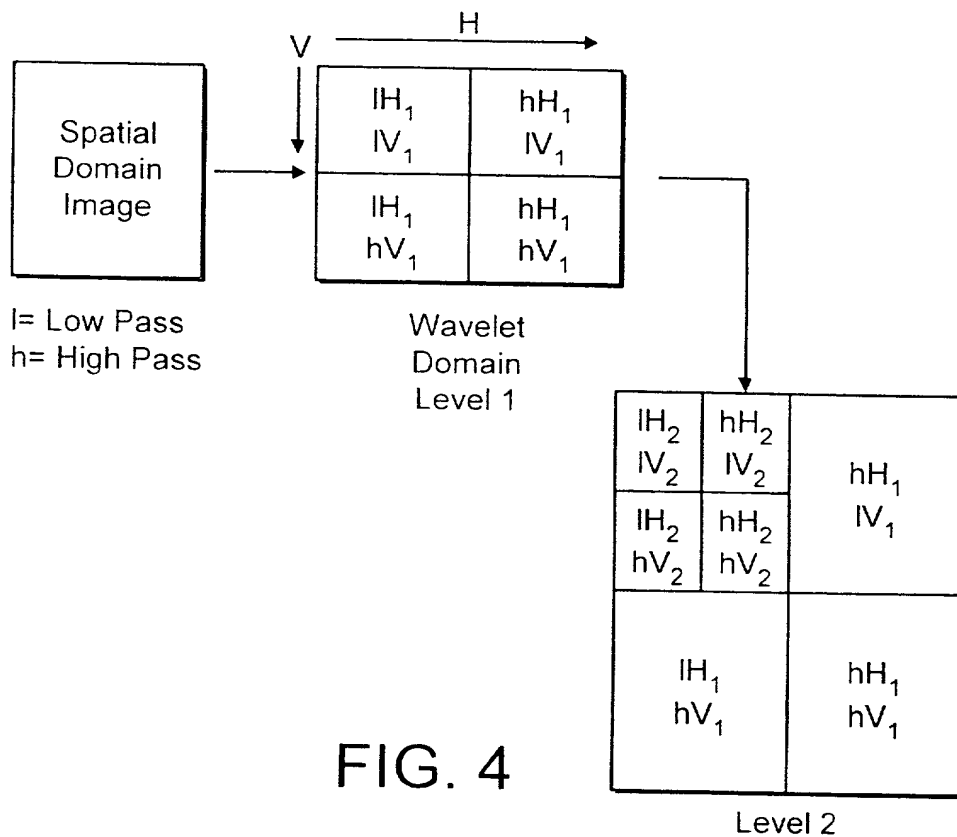 H
V
Spatial
Domain
Image
lH₁
lV₁
hH₁
lV₁
lH₁
hV₁
hH₁
hV₁
l= Low Pass
h= High Pass
Wavelet
Domain
Level 1
lH₂
lV₂
hH₂
lV₂
lH₂
hV₂
hH₂
hV₂
hH₁
lV₁
lH₁
hV₁
hH₁
hV₁
FIG. 4
Level 2